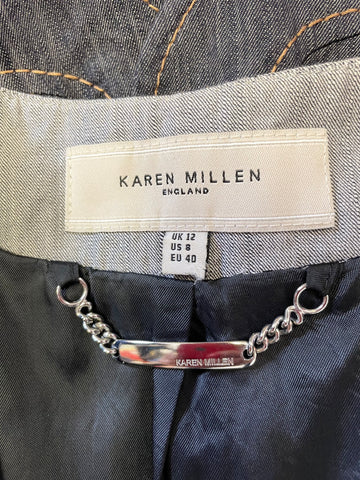 KAREN MILLEN
ENGLAND
UK 12
US 8
EU 40
KAREN MILLEN